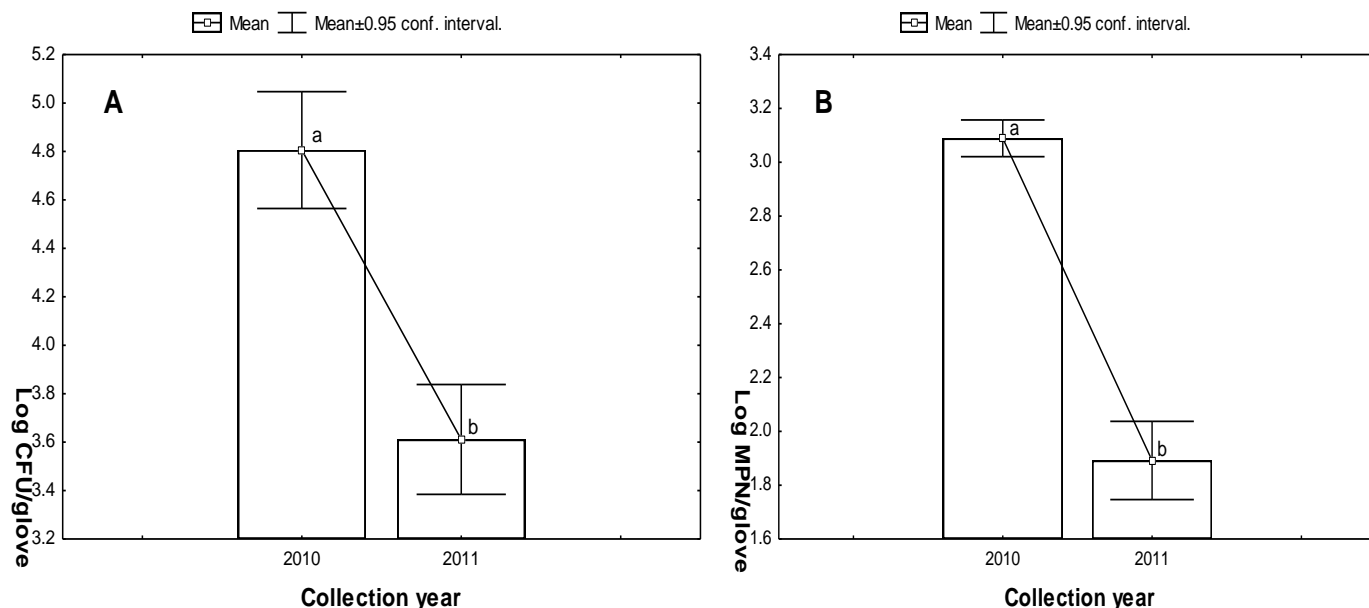 Mean Mean±0.95 conf. interval.
A
5.2
5.0
4.8
4.6
4.4
4.2
4.0
3.8
3.6
3.4
3.2
Log CFU/glove
a
b
2010 2011
Collection year
Mean Mean±0.95 conf. interval.
B
3.4
3.2
3.0
2.8
2.6
2.4
2.2
2.0
1.8
1.6
Log MPN/glove
a
b
2010 2011
Collection year